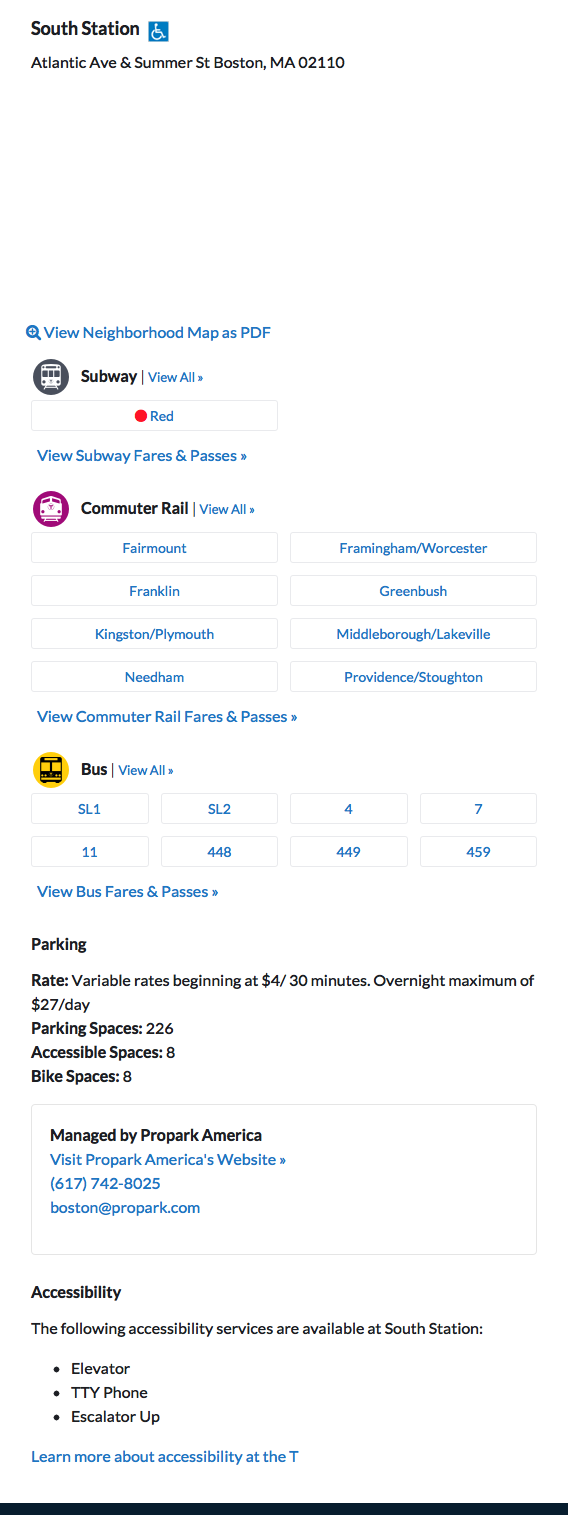 South Station
Atlantic Ave & Summer St Boston, MA 02110
View Neighborhood Map as PDF
Subway | View All »
Red
View Subway Fares & Passes »
Commuter Rail | View All »
Fairmount
Framingham/Worcester
Franklin
Greenbush
Kingston/Plymouth
Middleborough/Lakeville
Needham
Providence/Stoughton
View Commuter Rail Fares & Passes »
Bus | View All »
SL1
SL2
4
7
11
448
449
459
View Bus Fares & Passes »
Parking
Rate: Variable rates beginning at $4/ 30 minutes. Overnight maximum of
$27/day
Parking Spaces: 226
Accessible Spaces: 8
Bike Spaces: 8
Managed by Propark America
Visit Propark America's Website »
(617) 742-8025
boston@propark.com
Accessibility
The following accessibility services are available at South Station:
• Elevator
• TTY Phone
• Escalator Up
Learn more about accessibility at the T